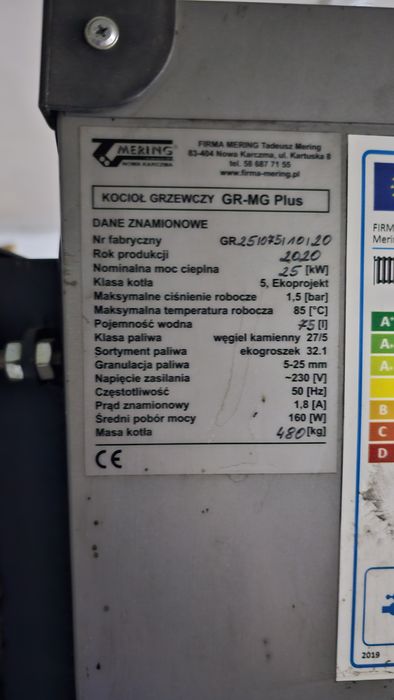 MERING
NOWA KARCZMA
FIRMA MERING Tadeusz Mering
83-404 Nowa Karczma, ul. Kartuska 8
tel. 58 687 71 55
www.firma-mering.pl
KOCIOŁ GRZEWCZY GR-MG Plus
DANE ZNAMIONOWE
Nr fabryczny GR
Rok produkcji 2020
Nominalna moc cieplna 25 [kW]
Klasa kotła 5, Ekoprojekt
Maksymalne ciśnienie robocze 1,5 [bar]
Maksymalna temperatura robocza 85 [°C]
Pojemność wodna 75 [l]
Klasa paliwa węgiel kamienny 27/5
Sortyment paliwa ekogroszek 32.1
Granulacja paliwa 5-25 mm
Napięcie zasilania ~230 [V]
Częstotliwość 50 [Hz]
Prąd znamionowy 1,8 [A]
Średni pobór mocy 160 [W]
Masa kotła 480 [kg]
CE
FIRM
Merin
A
A
A
B
C
D
2019